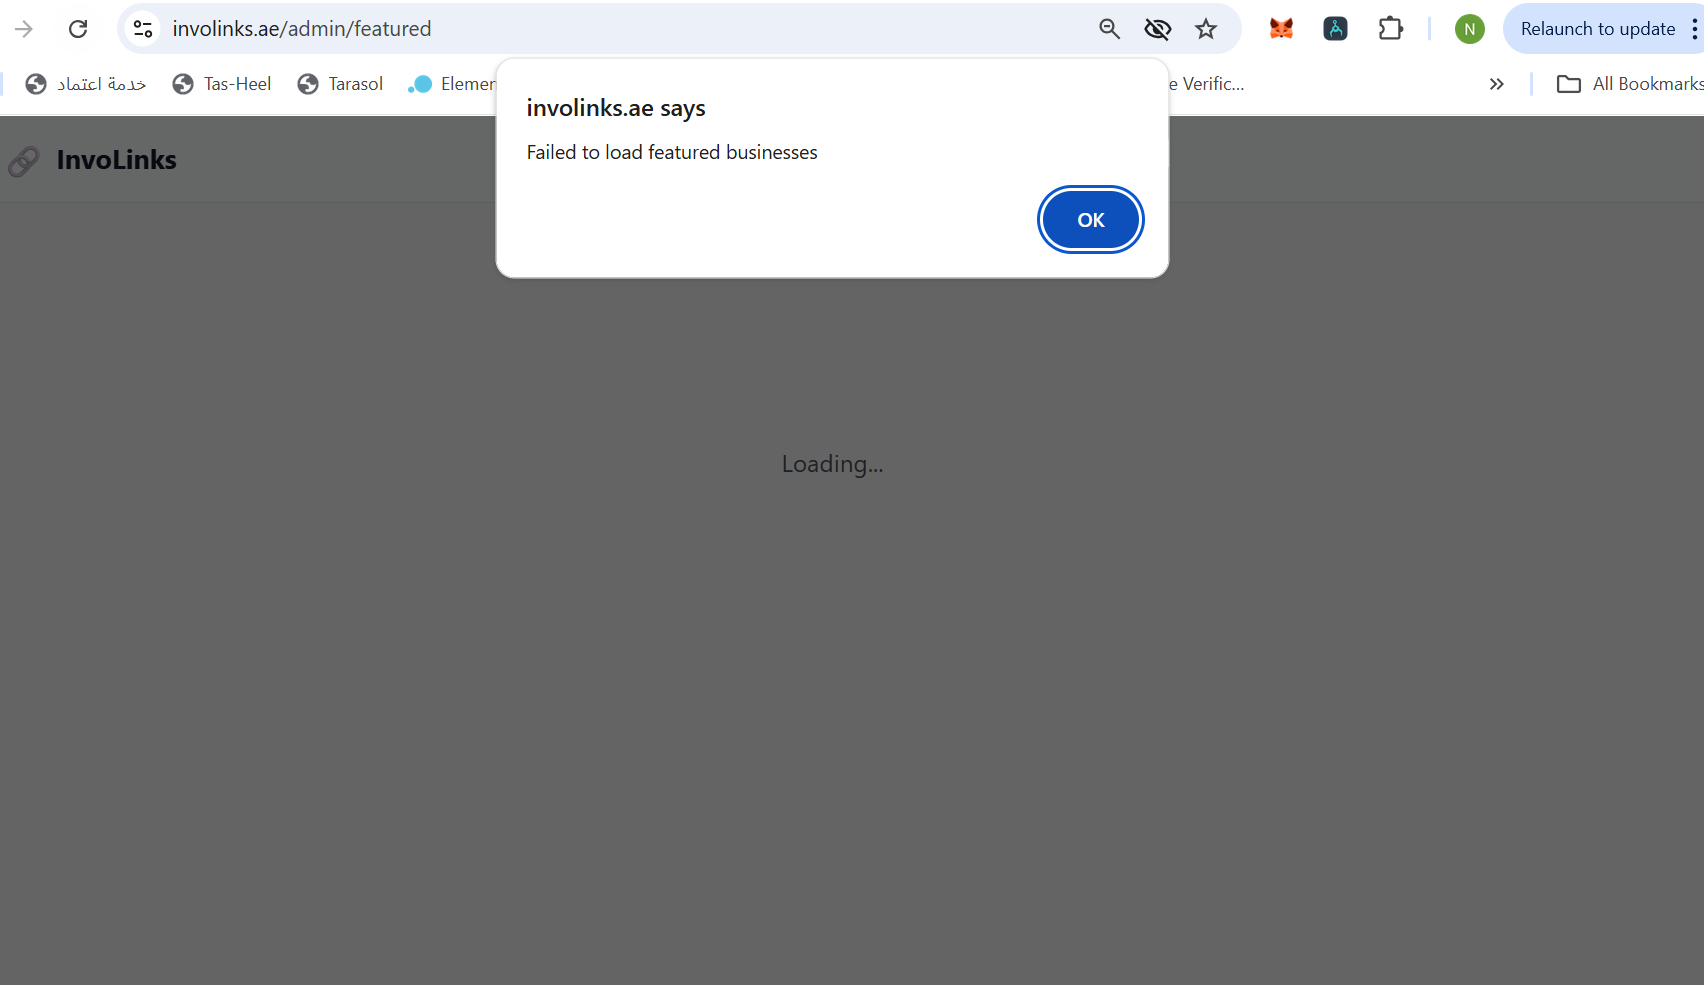 involinks.ae/admin/featured
N
Relaunch to update
خدمة اعتماد
Tas-Heel
Tarasol
Elemen
e Verific...
All Bookmarks
involinks.ae says
Failed to load featured businesses
OK
InvoLinks
Loading...